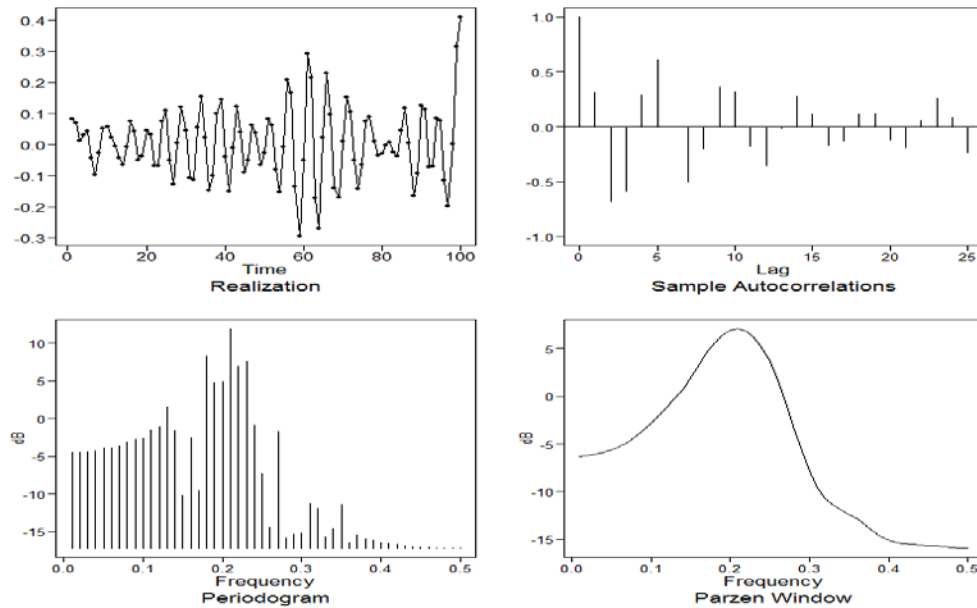 0.4
0.3
0.2
0.1
0.0
-0.1
-0.2
-0.3
0 20 40 60 80 100
Time
Realization
1.0
0.5
0.0
-0.5
-1.0
0 5 10 15 20 25
Lag
Sample Autocorrelations
10
5
0
-5
-10
-15
dB
0.0 0.1 0.2 0.3 0.4 0.5
Frequency
Periodogram
5
0
-5
-10
-15
dB
0.0 0.1 0.2 0.3 0.4 0.5
Frequency
Parzen Window